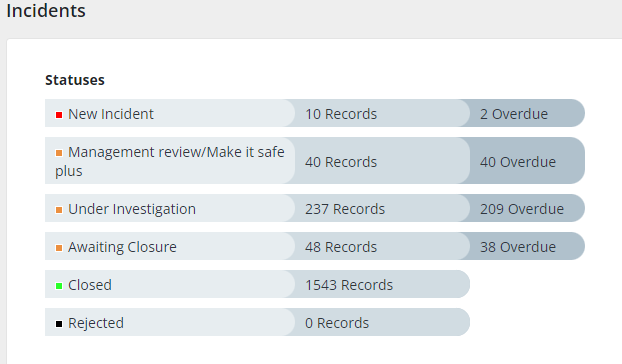 Incidents
Statuses
New Incident 10 Records 2 Overdue
Management review/Make it safe
plus 40 Records 40 Overdue
Under Investigation 237 Records 209 Overdue
Awaiting Closure 48 Records 38 Overdue
Closed 1543 Records
Rejected 0 Records